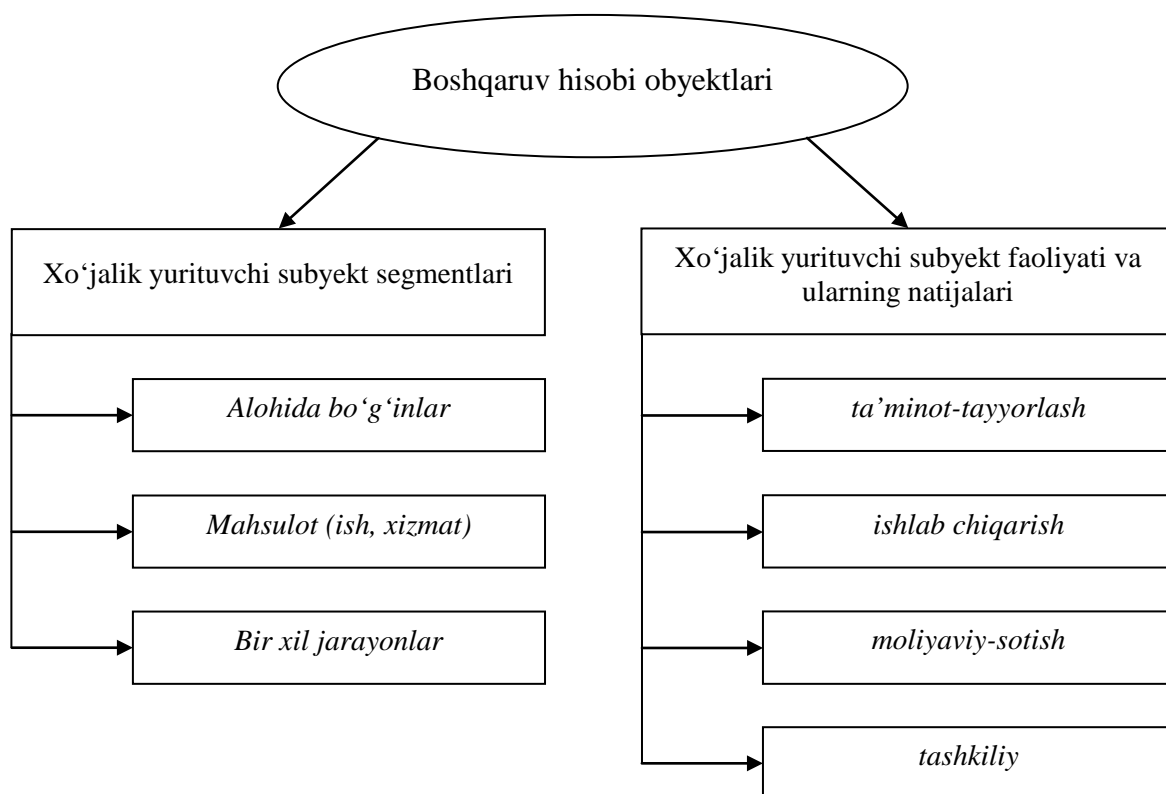 Boshqaruv hisobi obyektlari
Xo‘jalik yurituvchi subyekt segmentlari
Alohida bo‘g‘inlar
Mahsulot (ish, xizmat)
Bir xil jarayonlar
Xo‘jalik yurituvchi subyekt faoliyati va
ularning natijalari
ta’minot-tayyorlash
ishlab chiqarish
moliyaviy-sotish
tashkiliy